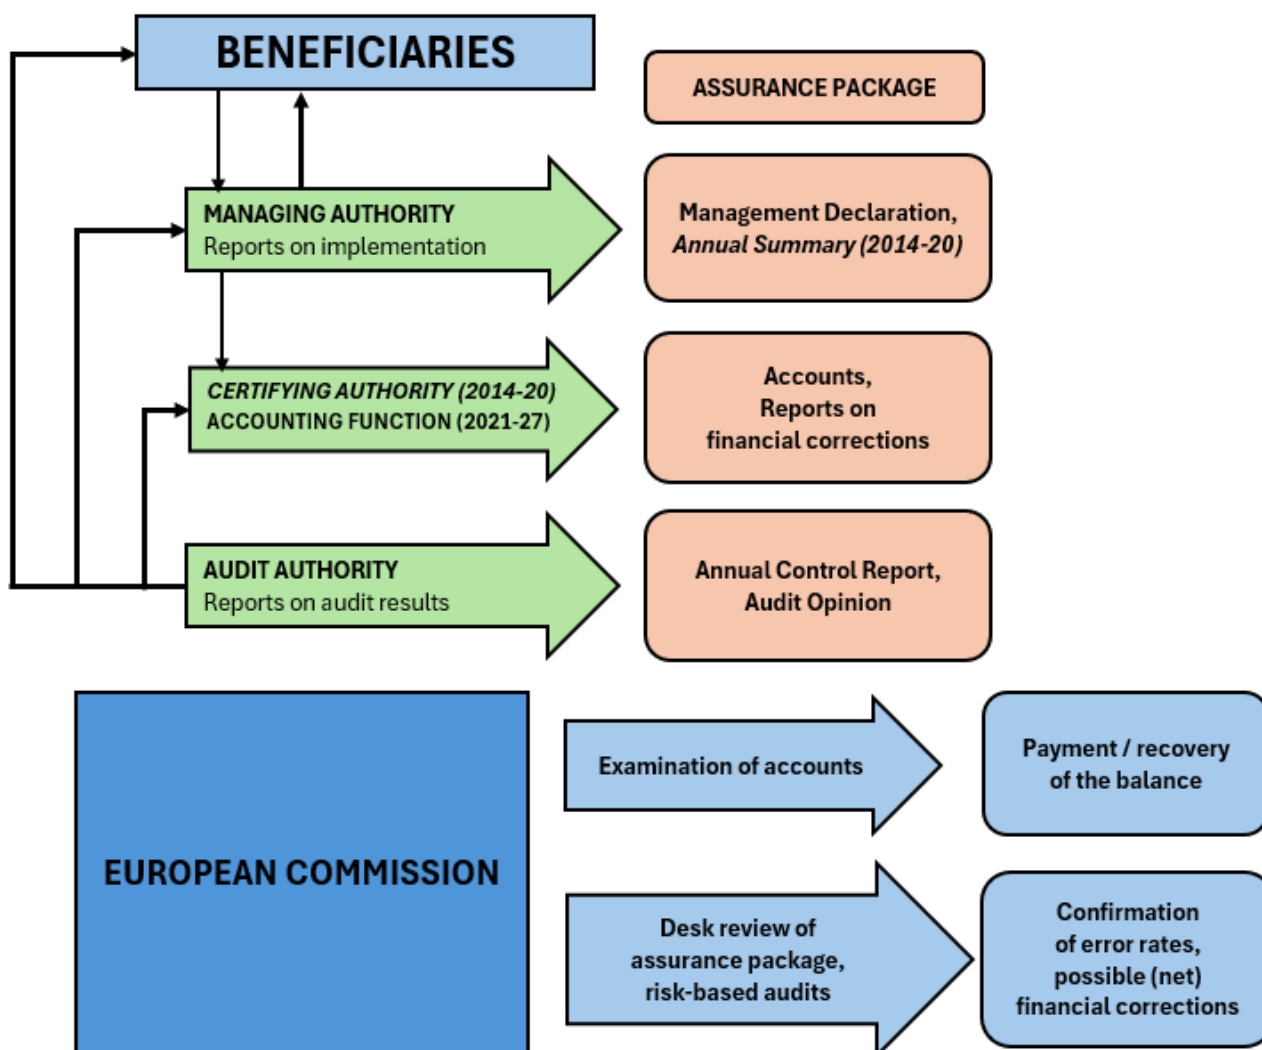 BENEFICIARIES
ASSURANCE PACKAGE
MANAGING AUTHORITY
Reports on implementation
Management Declaration,
Annual Summary (2014-20)
CERTIFYING AUTHORITY (2014-20)
ACCOUNTING FUNCTION (2021-27)
Accounts,
Reports on
financial corrections
AUDIT AUTHORITY
Reports on audit results
Annual Control Report,
Audit Opinion
EUROPEAN COMMISSION
Examination of accounts
Payment / recovery
of the balance
Desk review of
assurance package,
risk-based audits
Confirmation
of error rates,
possible (net)
financial corrections